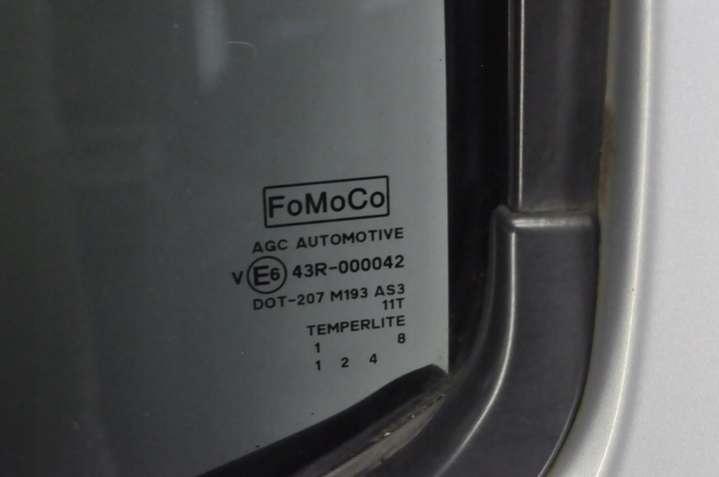 FoMoCo
AGC AUTOMOTIVE
V E6 43R-000042
DOT-207 M193 AS3
11T
TEMPERLITE
1 8
1 2 4